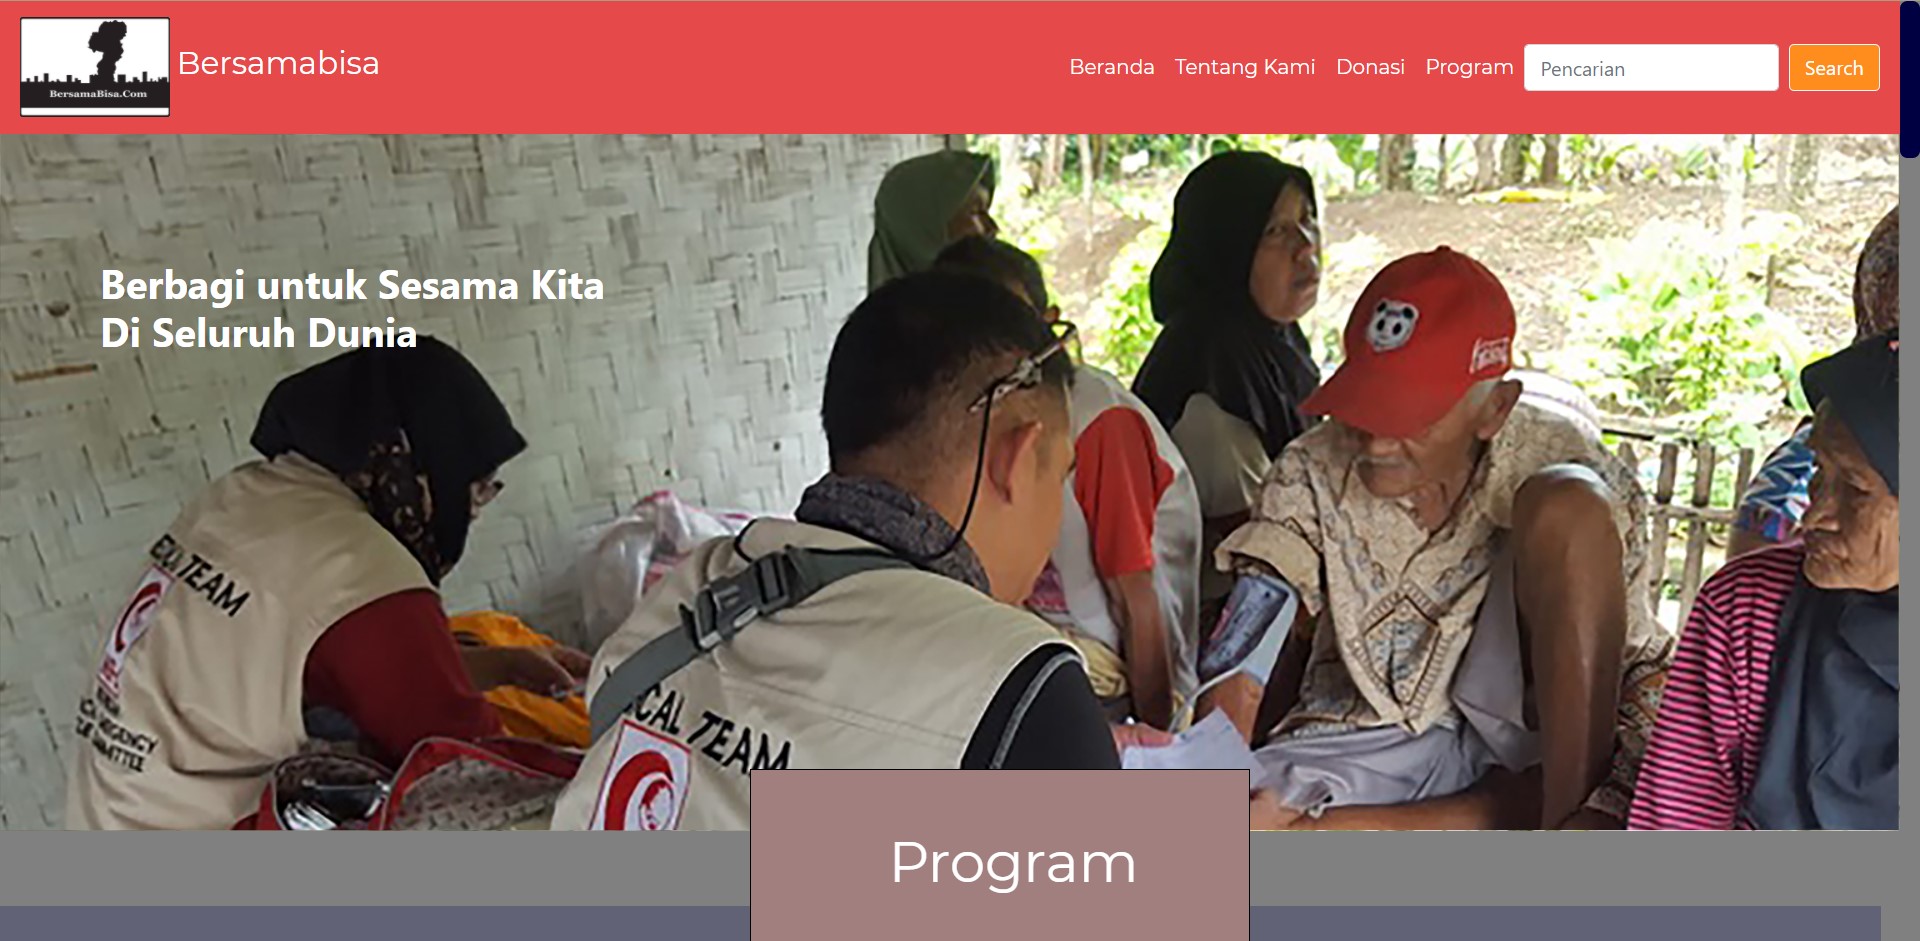 BersamaBisa.Com
Bersamabisa
Beranda
Tentang Kami
Donasi
Program
Pencarian
Search
Berbagi untuk Sesama Kita
Di Seluruh Dunia
TEAM
TEAM
Program